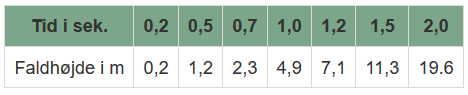 Tid i sek. 0,2 0,5 0,7 1,0 1,2 1,5 2,0
Faldhøjde i m 0,2 1,2 2,3 4,9 7,1 11,3 19.6